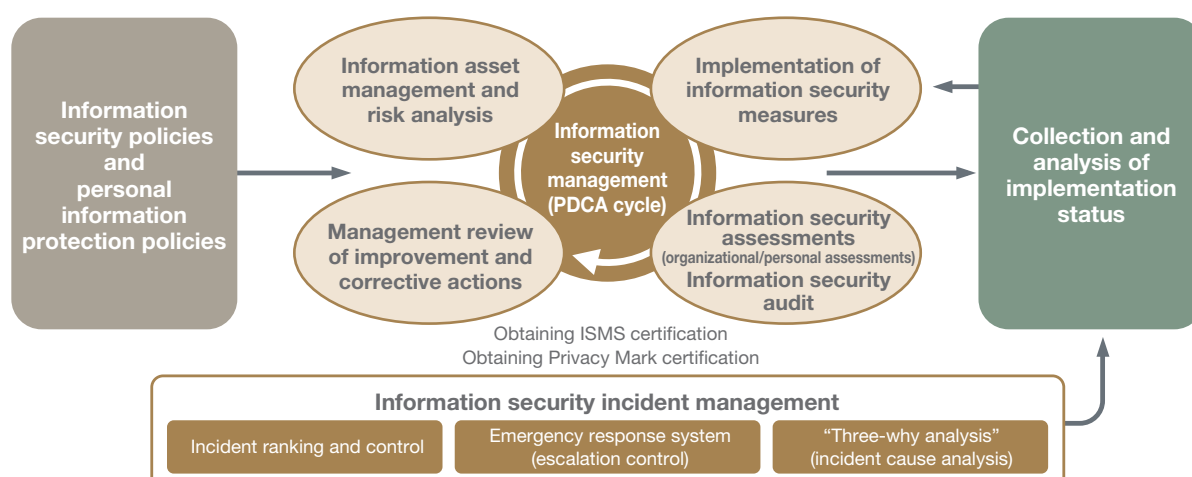 Information
security policies
and
personal
information
protection policies
Information asset
management and
risk analysis
Implementation of
information security
measures
Information
security
management
(PDCA cycle)
Management review
of improvement and
corrective actions
Information security
assessments
(organizational/personal assessments)
Information security
audit
Collection and
analysis of
implementation
status
Obtaining ISMS certification
Obtaining Privacy Mark certification
Information security incident management
Incident ranking and control
Emergency response system
(escalation control)
“Three-why analysis”
(incident cause analysis)